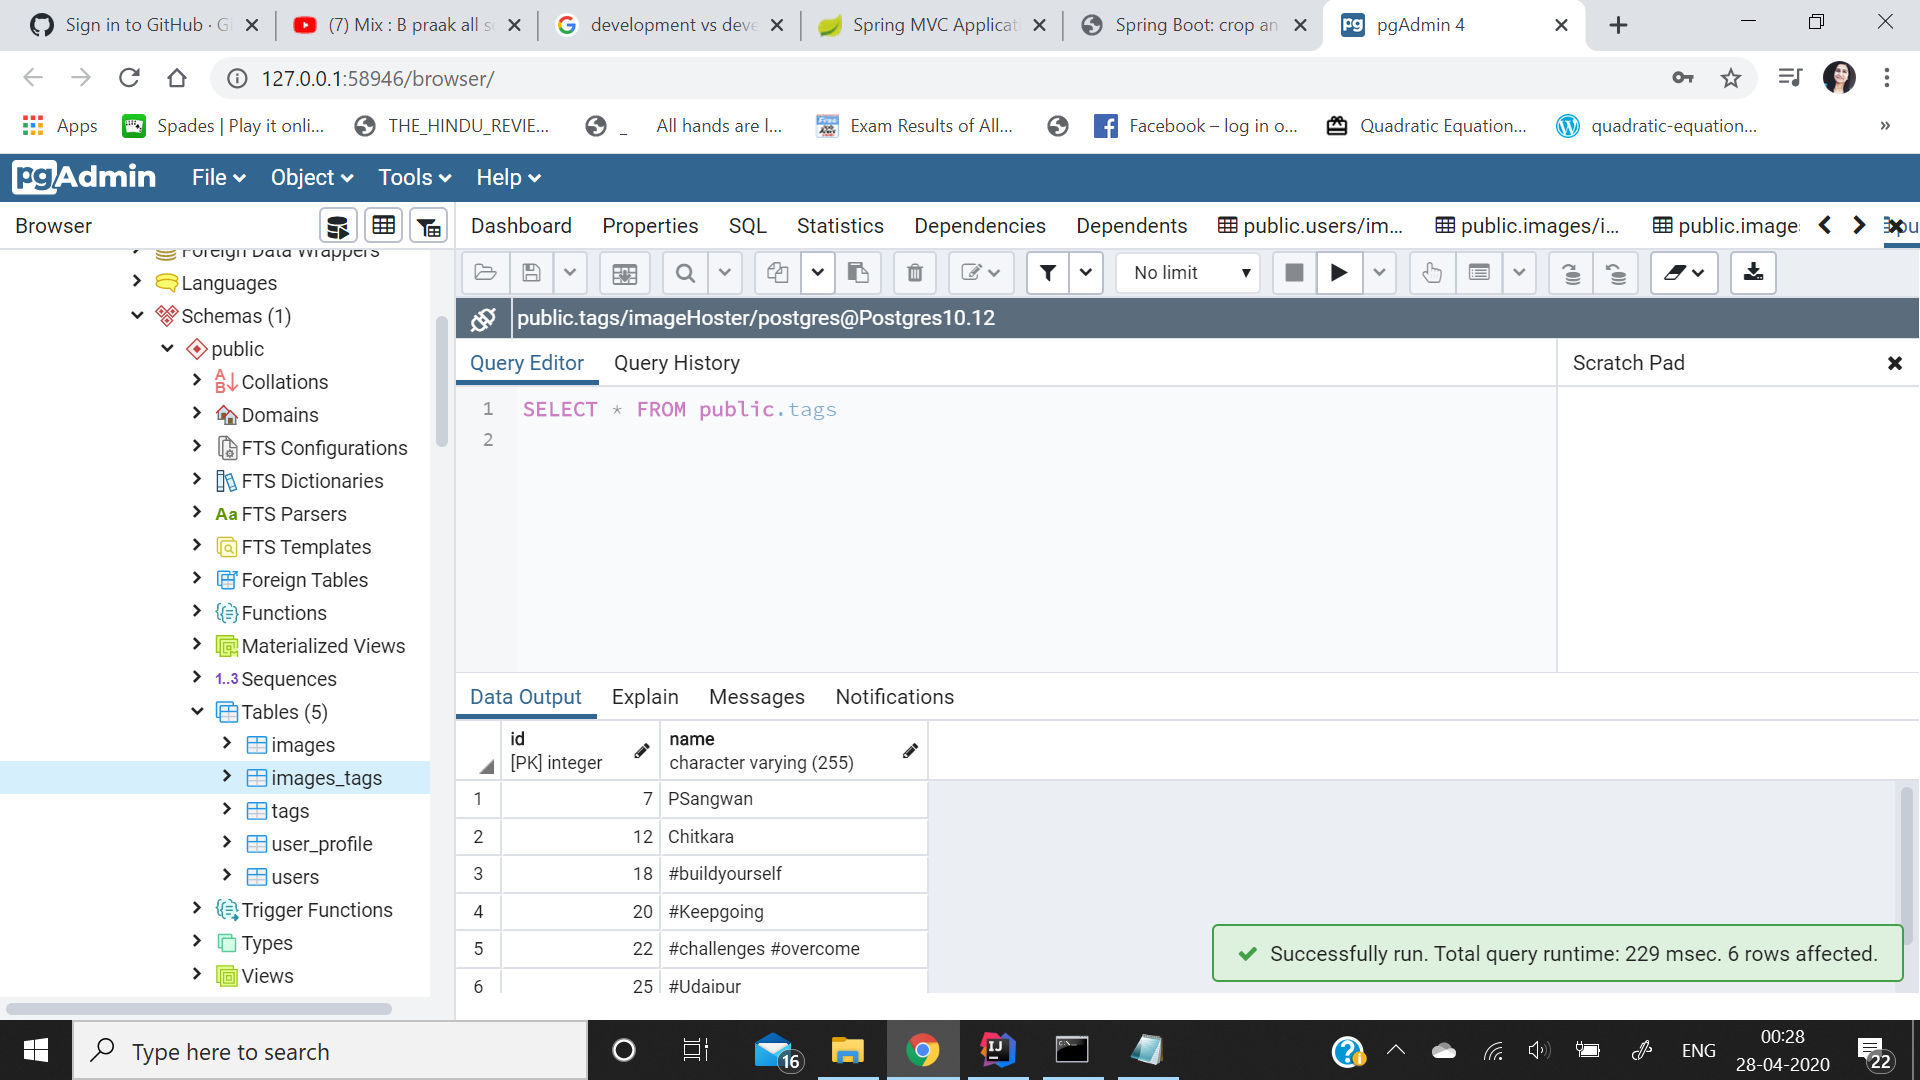 Sign in to GitHub · G
(7) Mix : B praak all s
development vs deve
Spring MVC Applicat
Spring Boot: crop an
pgAdmin 4
127.0.0.1:58946/browser/
Apps
Spades | Play it onli...
THE_HINDU_REVIE...
_
All hands are l...
Exam Results of All...
Facebook – log in o...
Quadratic Equation...
quadratic-equation...
»
pgAdmin
File
Object
Tools
Help
Browser
Dashboard
Properties
SQL
Statistics
Dependencies
Dependents
public.users/im...
public.images/i...
public.image
pu
Foreign Data Wrappers
Languages
Schemas (1)
public
Collations
Domains
FTS Configurations
FTS Dictionaries
Aa FTS Parsers
FTS Templates
Foreign Tables
Functions
Materialized Views
1..3 Sequences
Tables (5)
images
images_tags
tags
user_profile
users
Trigger Functions
Types
Views
No limit
public.tags/imageHoster/postgres@Postgres10.12
Query Editor
Query History
Scratch Pad
1 SELECT * FROM public.tags
2
Data Output
Explain
Messages
Notifications
id
[PK] integer
name
character varying (255)
1 7 PSangwan
2 12 Chitkara
3 18 #buildyourself
4 20 #Keepgoing
5 22 #challenges #overcome
6 25 #Udaipur
Successfully run. Total query runtime: 229 msec. 6 rows affected.
Type here to search
16
ENG
00:28
28-04-2020
22